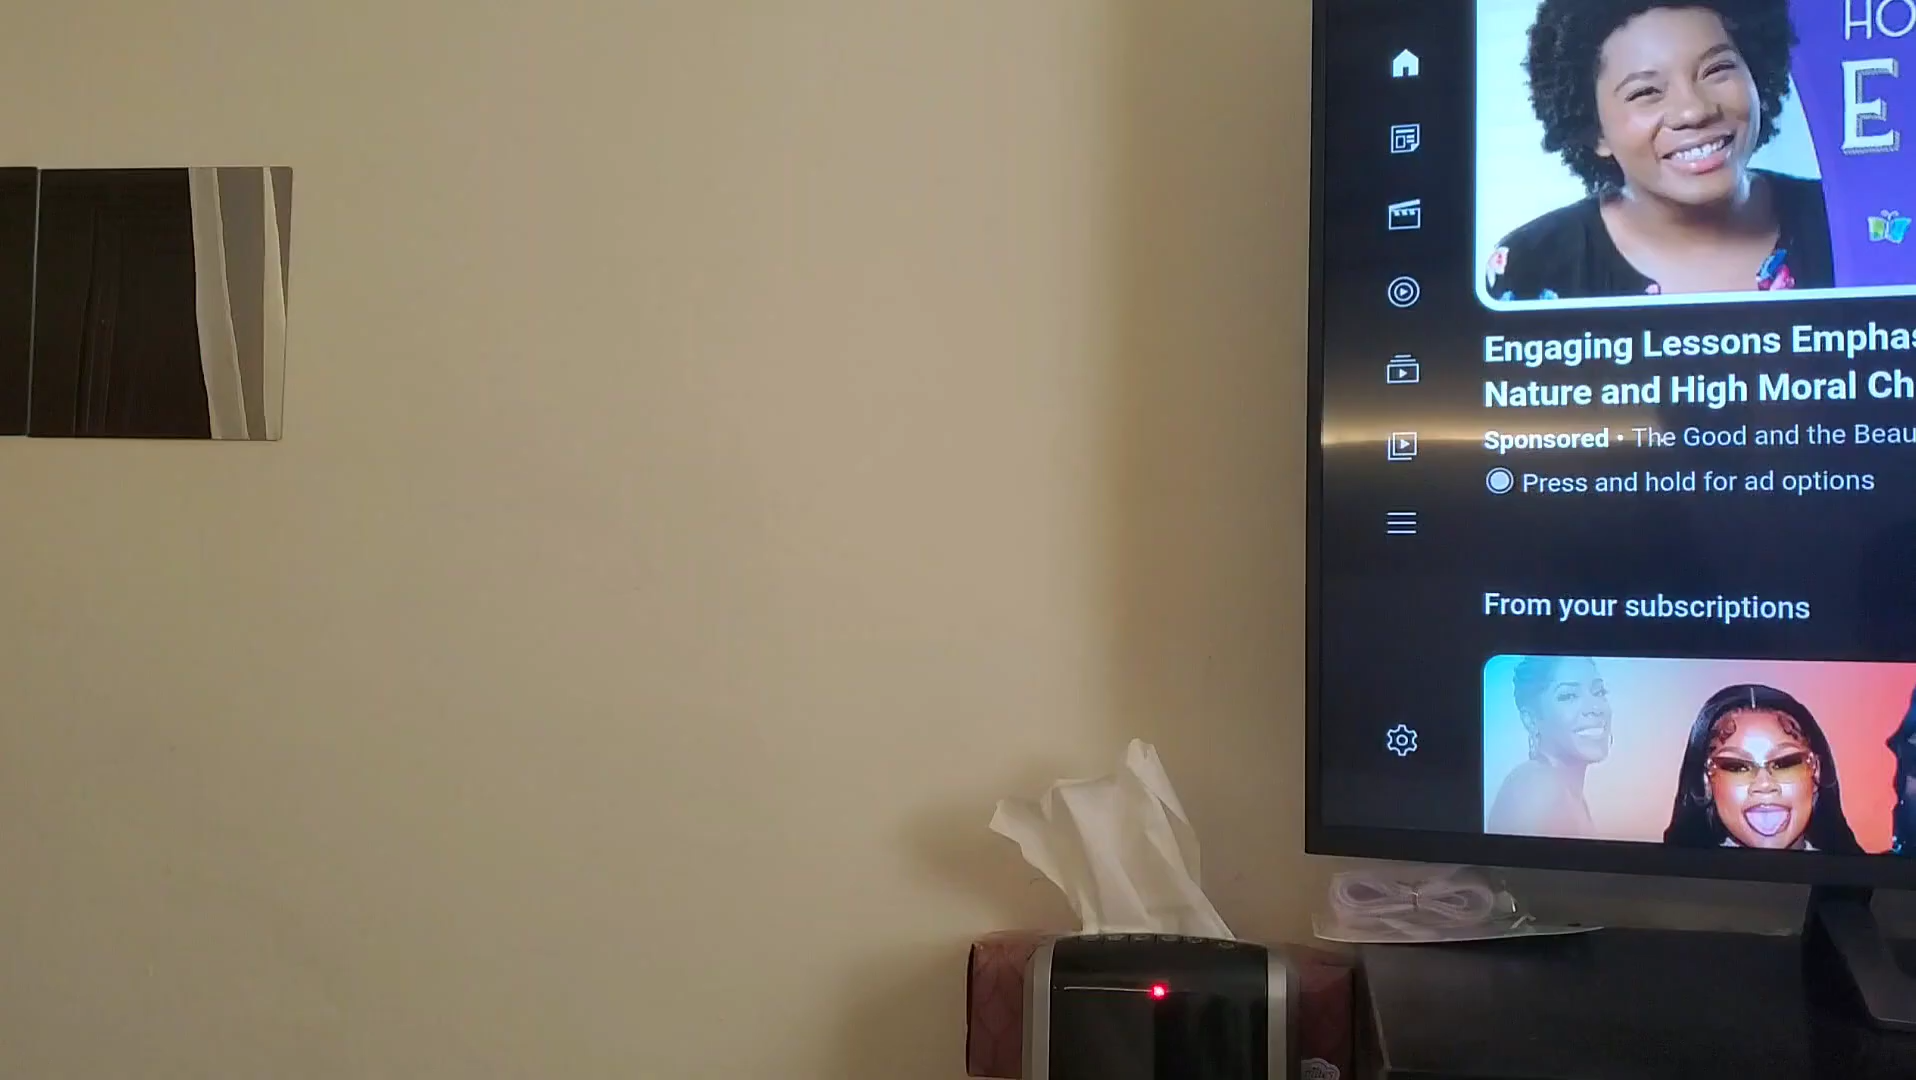 HO
E
Engaging Lessons Emphas
Nature and High Moral Ch
Sponsored • The Good and the Beau
Press and hold for ad options
From your subscriptions